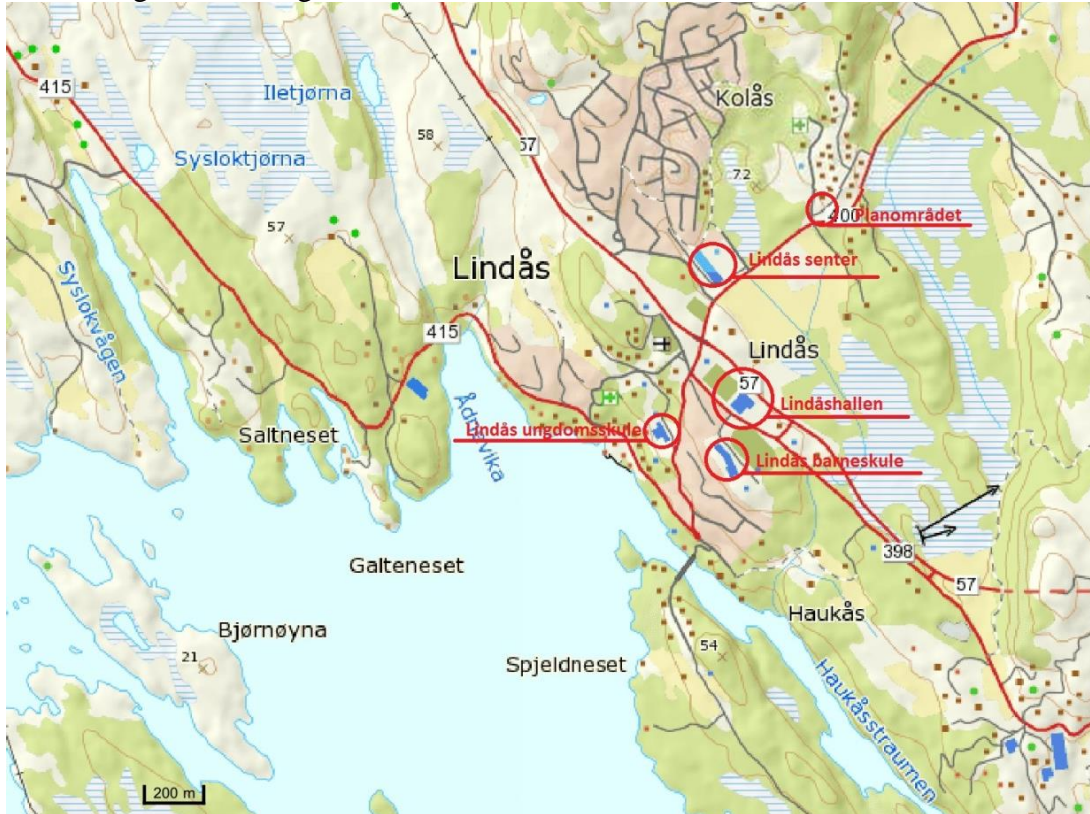 415
Iletjørna
58
57
Kolås
Sysloktjørna
72
400
Planområdet
57
Lindås senter
Lindås
Syslokvågen
415
Lindås
57
Lindåshallen
Ådnavika
Saltneset
Lindås ungdomsskule
Lindås barneskule
398
Galteneset
57
Haukås
Bjørnøyna
21
Spjeldneset
54
Haukåsstraumen
200 m